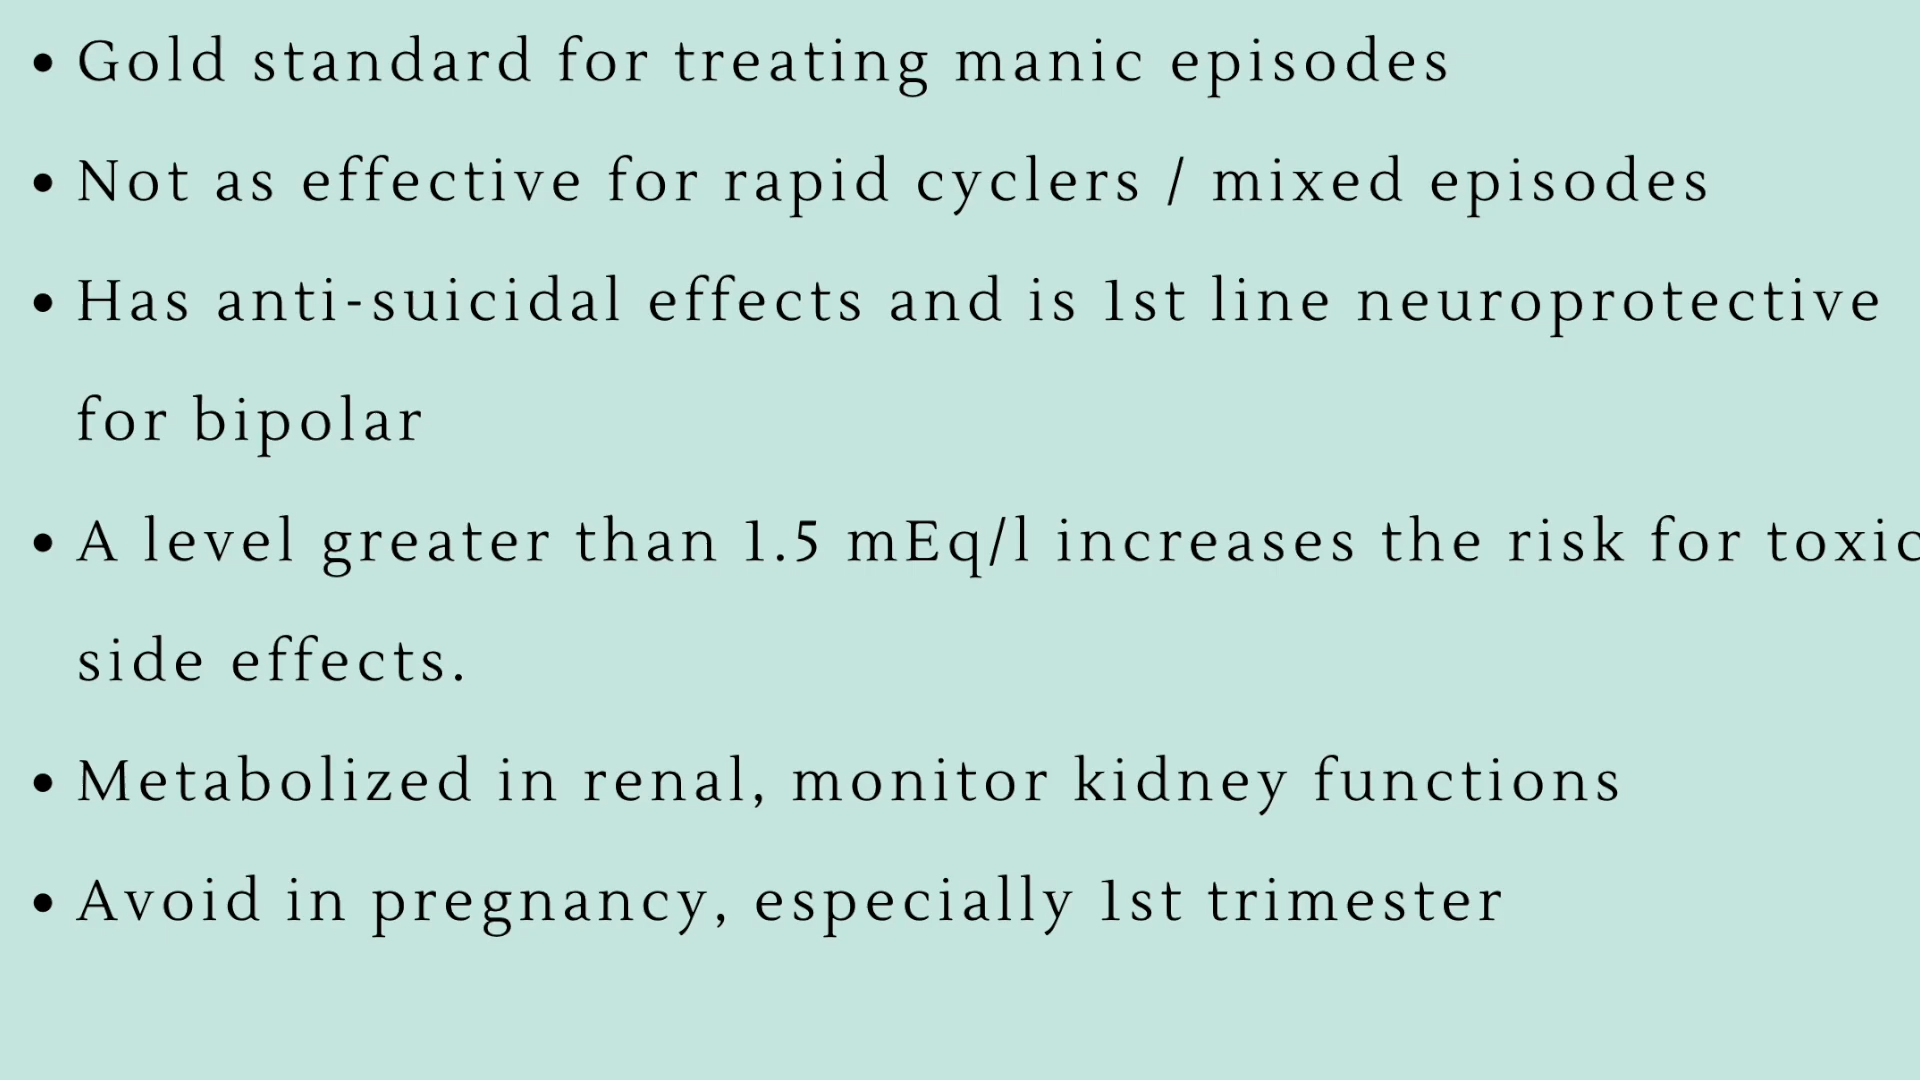 • Gold standard for treating manic episodes
• Not as effective for rapid cyclers / mixed episodes
• Has anti-suicidal effects and is 1st line neuroprotective
for bipolar
• A level greater than 1.5 mEq/l increases the risk for toxic
side effects.
• Metabolized in renal, monitor kidney functions
• Avoid in pregnancy, especially 1st trimester